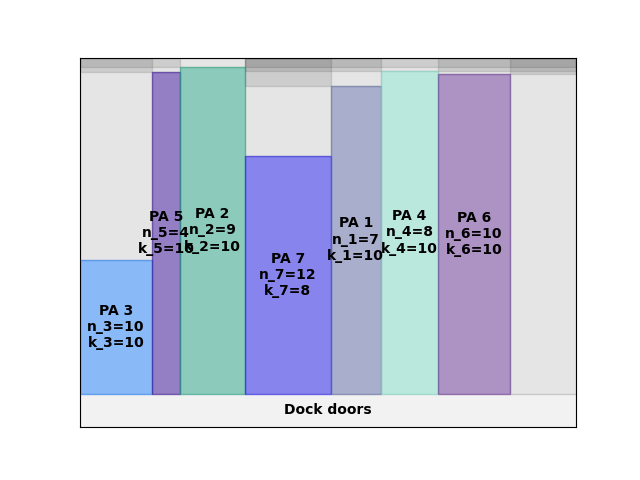 PA 5
n_5=4
k_5=10
PA 2
n_2=9
k_2=10
PA 1
n_1=7
k_1=10
PA 4
n_4=8
k_4=10
PA 6
n_6=10
k_6=10
PA 7
n_7=12
k_7=8
PA 3
n_3=10
k_3=10
Dock doors